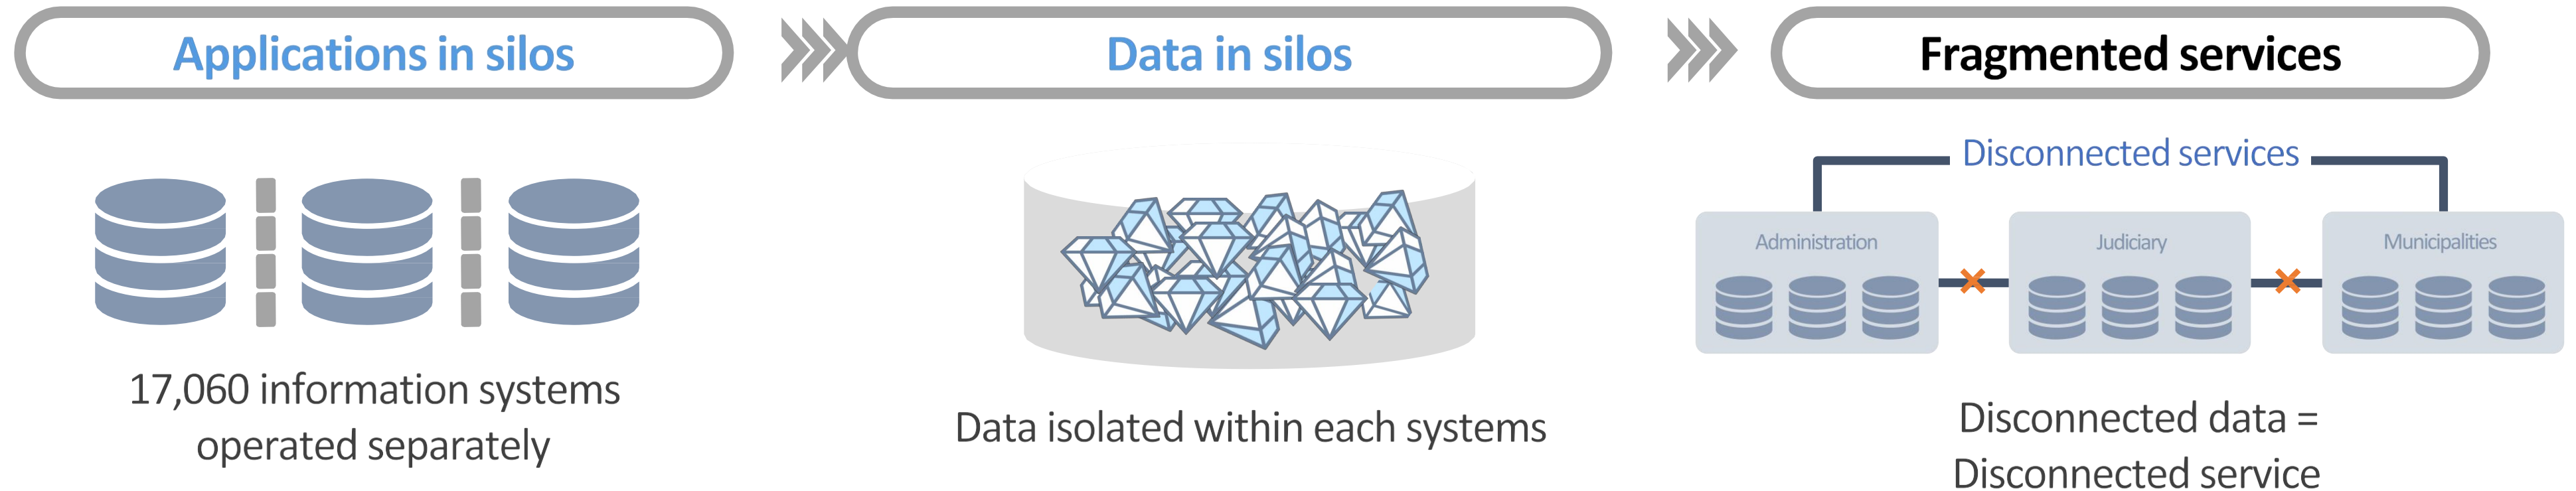 Applications in silos
17,060 information systems
operated separately
Data in silos
Data isolated within each systems
Fragmented services
Disconnected services
Administration
Judiciary
Municipalities
Disconnected data =
Disconnected service